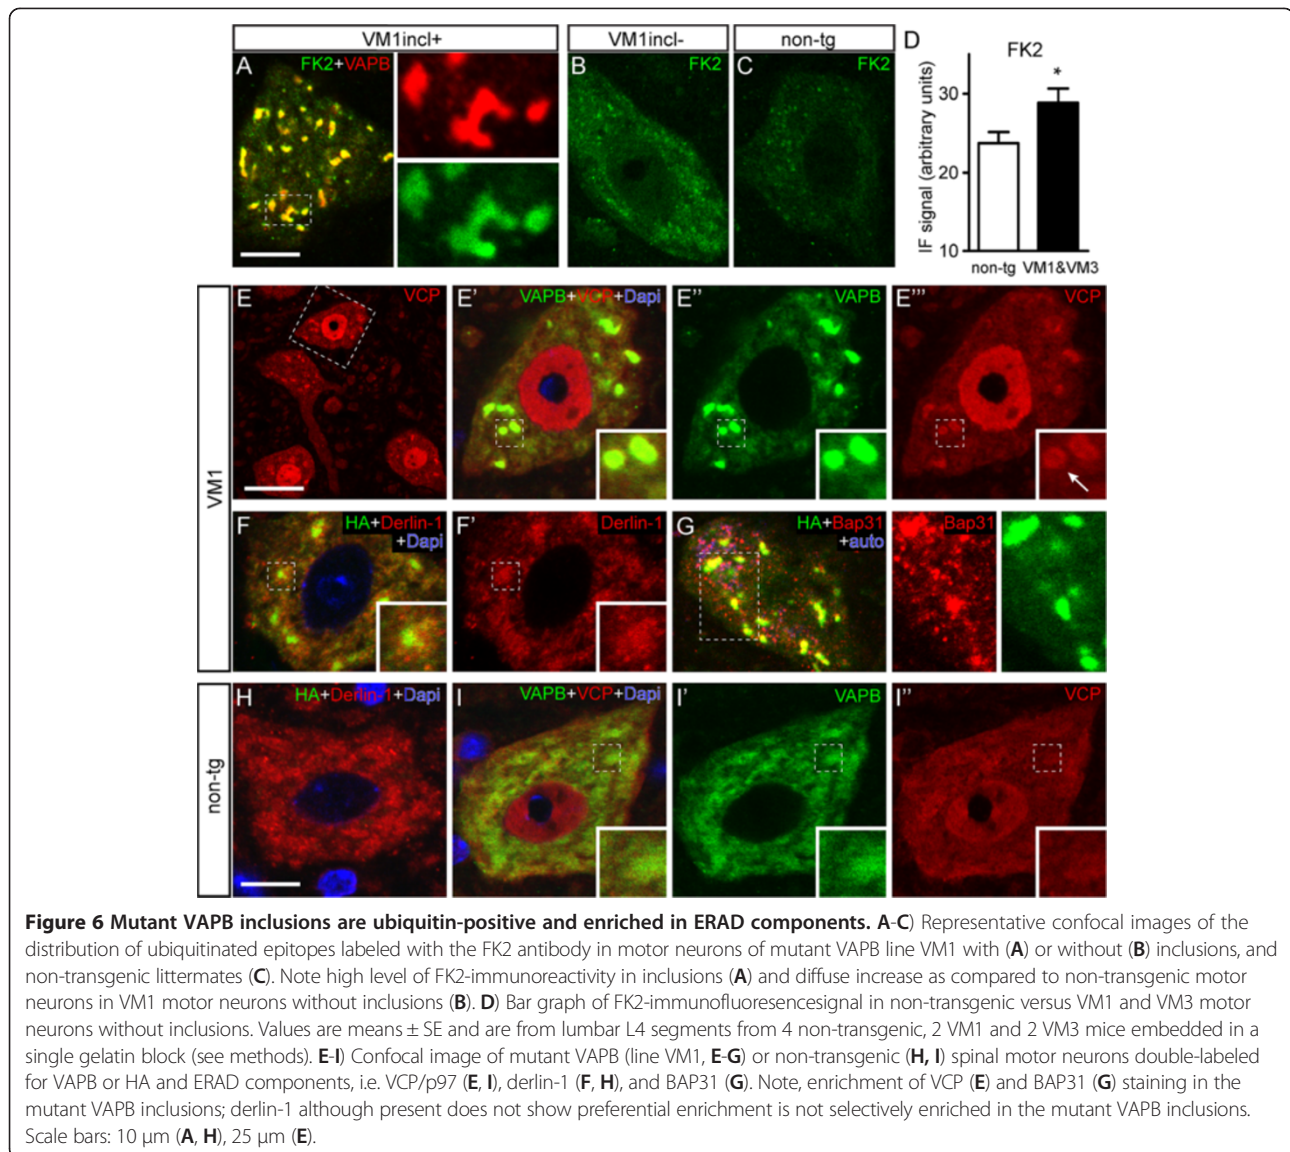 VM1incl+
VM1incl-
non-tg
A
FK2+VAPB
B
FK2
C
FK2
D
FK2
*
IF signal (arbitrary units)
30
20
10
non-tg VM1&VM3
VM1
E
VCP
E'
VAPB+VCP+Dapi
E''
VAPB
E'''
VCP
F
HA+Derlin-1
+Dapi
F'
Derlin-1
G
HA+Bap31
+auto
Bap31
non-tg
H
HA+Derlin-1+Dapi
I
VAPB+VCP+Dapi
I'
VAPB
I''
VCP
Figure 6 Mutant VAPB inclusions are ubiquitin-positive and enriched in ERAD components. A-C) Representative confocal images of the
distribution of ubiquitinated epitopes labeled with the FK2 antibody in motor neurons of mutant VAPB line VM1 with (A) or without (B) inclusions, and
non-transgenic littermates (C). Note high level of FK2-immunoreactivity in inclusions (A) and diffuse increase as compared to non-transgenic motor
neurons in VM1 motor neurons without inclusions (B). D) Bar graph of FK2-immunofluoresencesignal in non-transgenic versus VM1 and VM3 motor
neurons without inclusions. Values are means ± SE and are from lumbar L4 segments from 4 non-transgenic, 2 VM1 and 2 VM3 mice embedded in a
single gelatin block (see methods). E-I) Confocal image of mutant VAPB (line VM1, E-G) or non-transgenic (H, I) spinal motor neurons double-labeled
for VAPB or HA and ERAD components, i.e. VCP/p97 (E, I), derlin-1 (F, H), and BAP31 (G). Note, enrichment of VCP (E) and BAP31 (G) staining in the
mutant VAPB inclusions; derlin-1 although present does not show preferential enrichment is not selectively enriched in the mutant VAPB inclusions.
Scale bars: 10 μm (A, H), 25 μm (E).